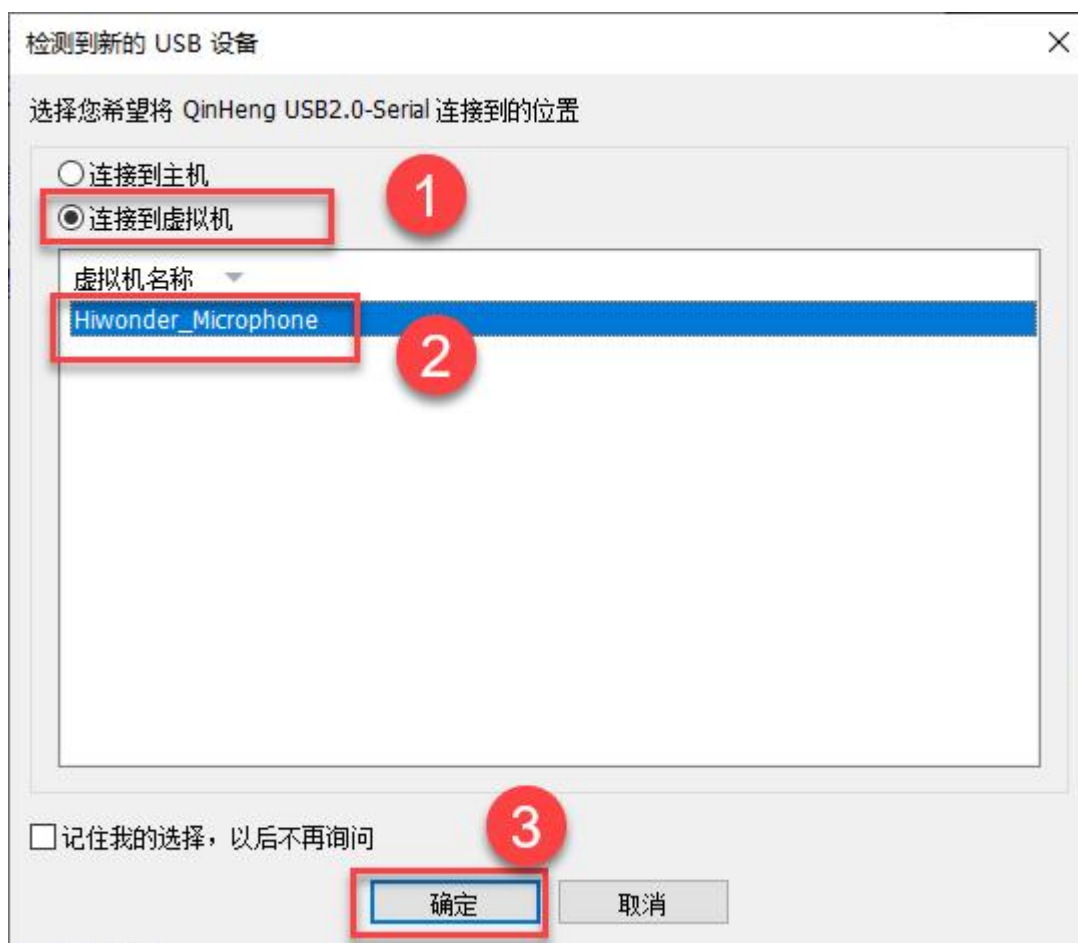 检测到新的 USB 设备
选择您希望将 QinHeng USB2.0-Serial 连接到的位置
连接到主机
1
连接到虚拟机
虚拟机名称
Hiwonder_Microphone
2
记住我的选择，以后不再询问
3
确定 取消